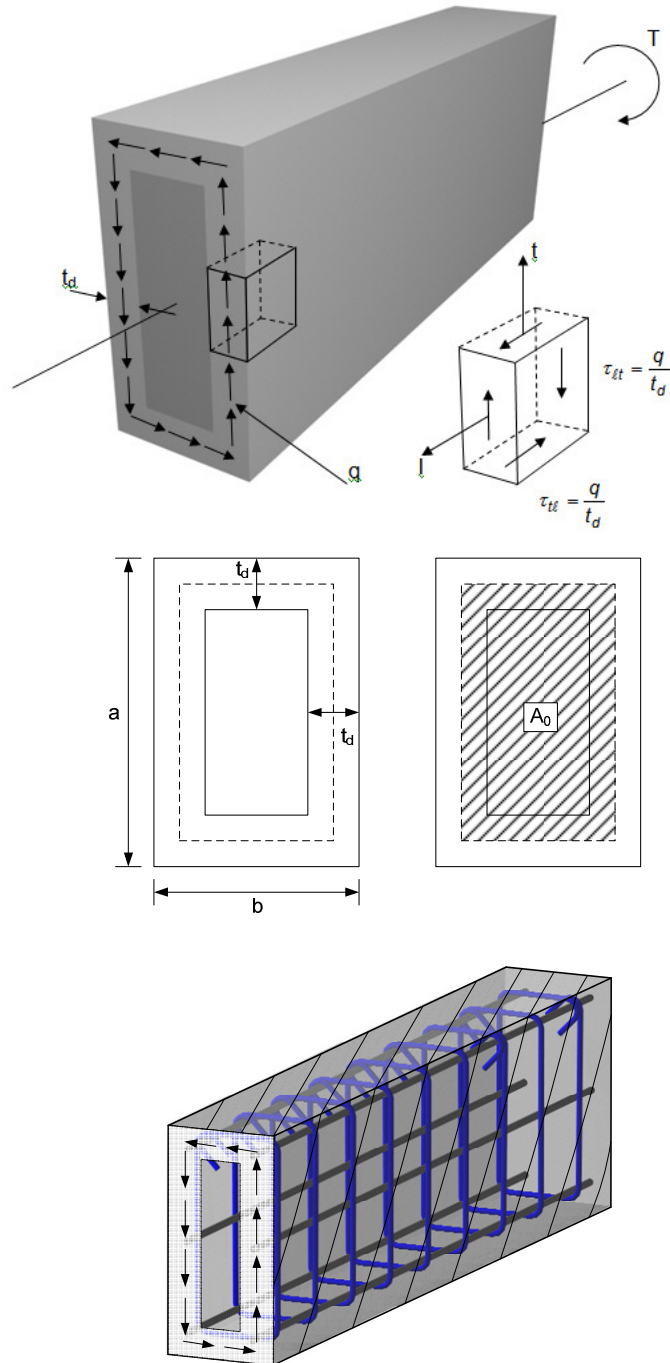 T
t_d
t
τ_ℓt = q/t_d
q
l
τ_tℓ = q/t_d
t_d
a
t_d
A_0
b